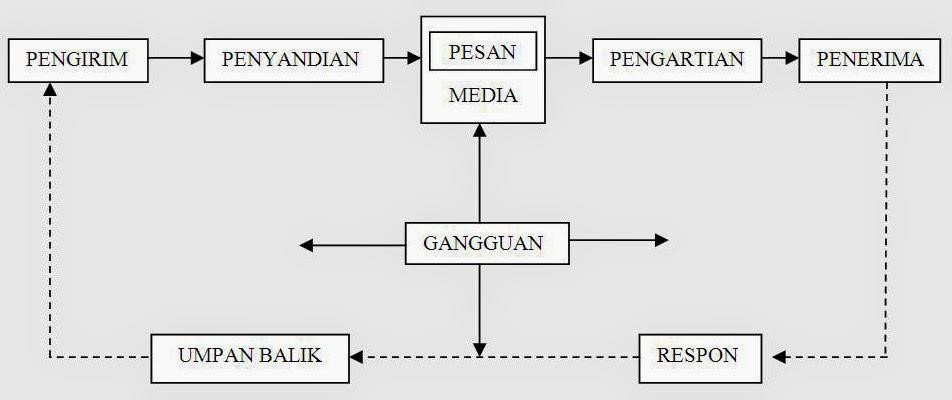 PENGIRIM
PENYANDIAN
PESAN
MEDIA
PENGARTIAN
PENERIMA
GANGGUAN
UMPAN BALIK
RESPON